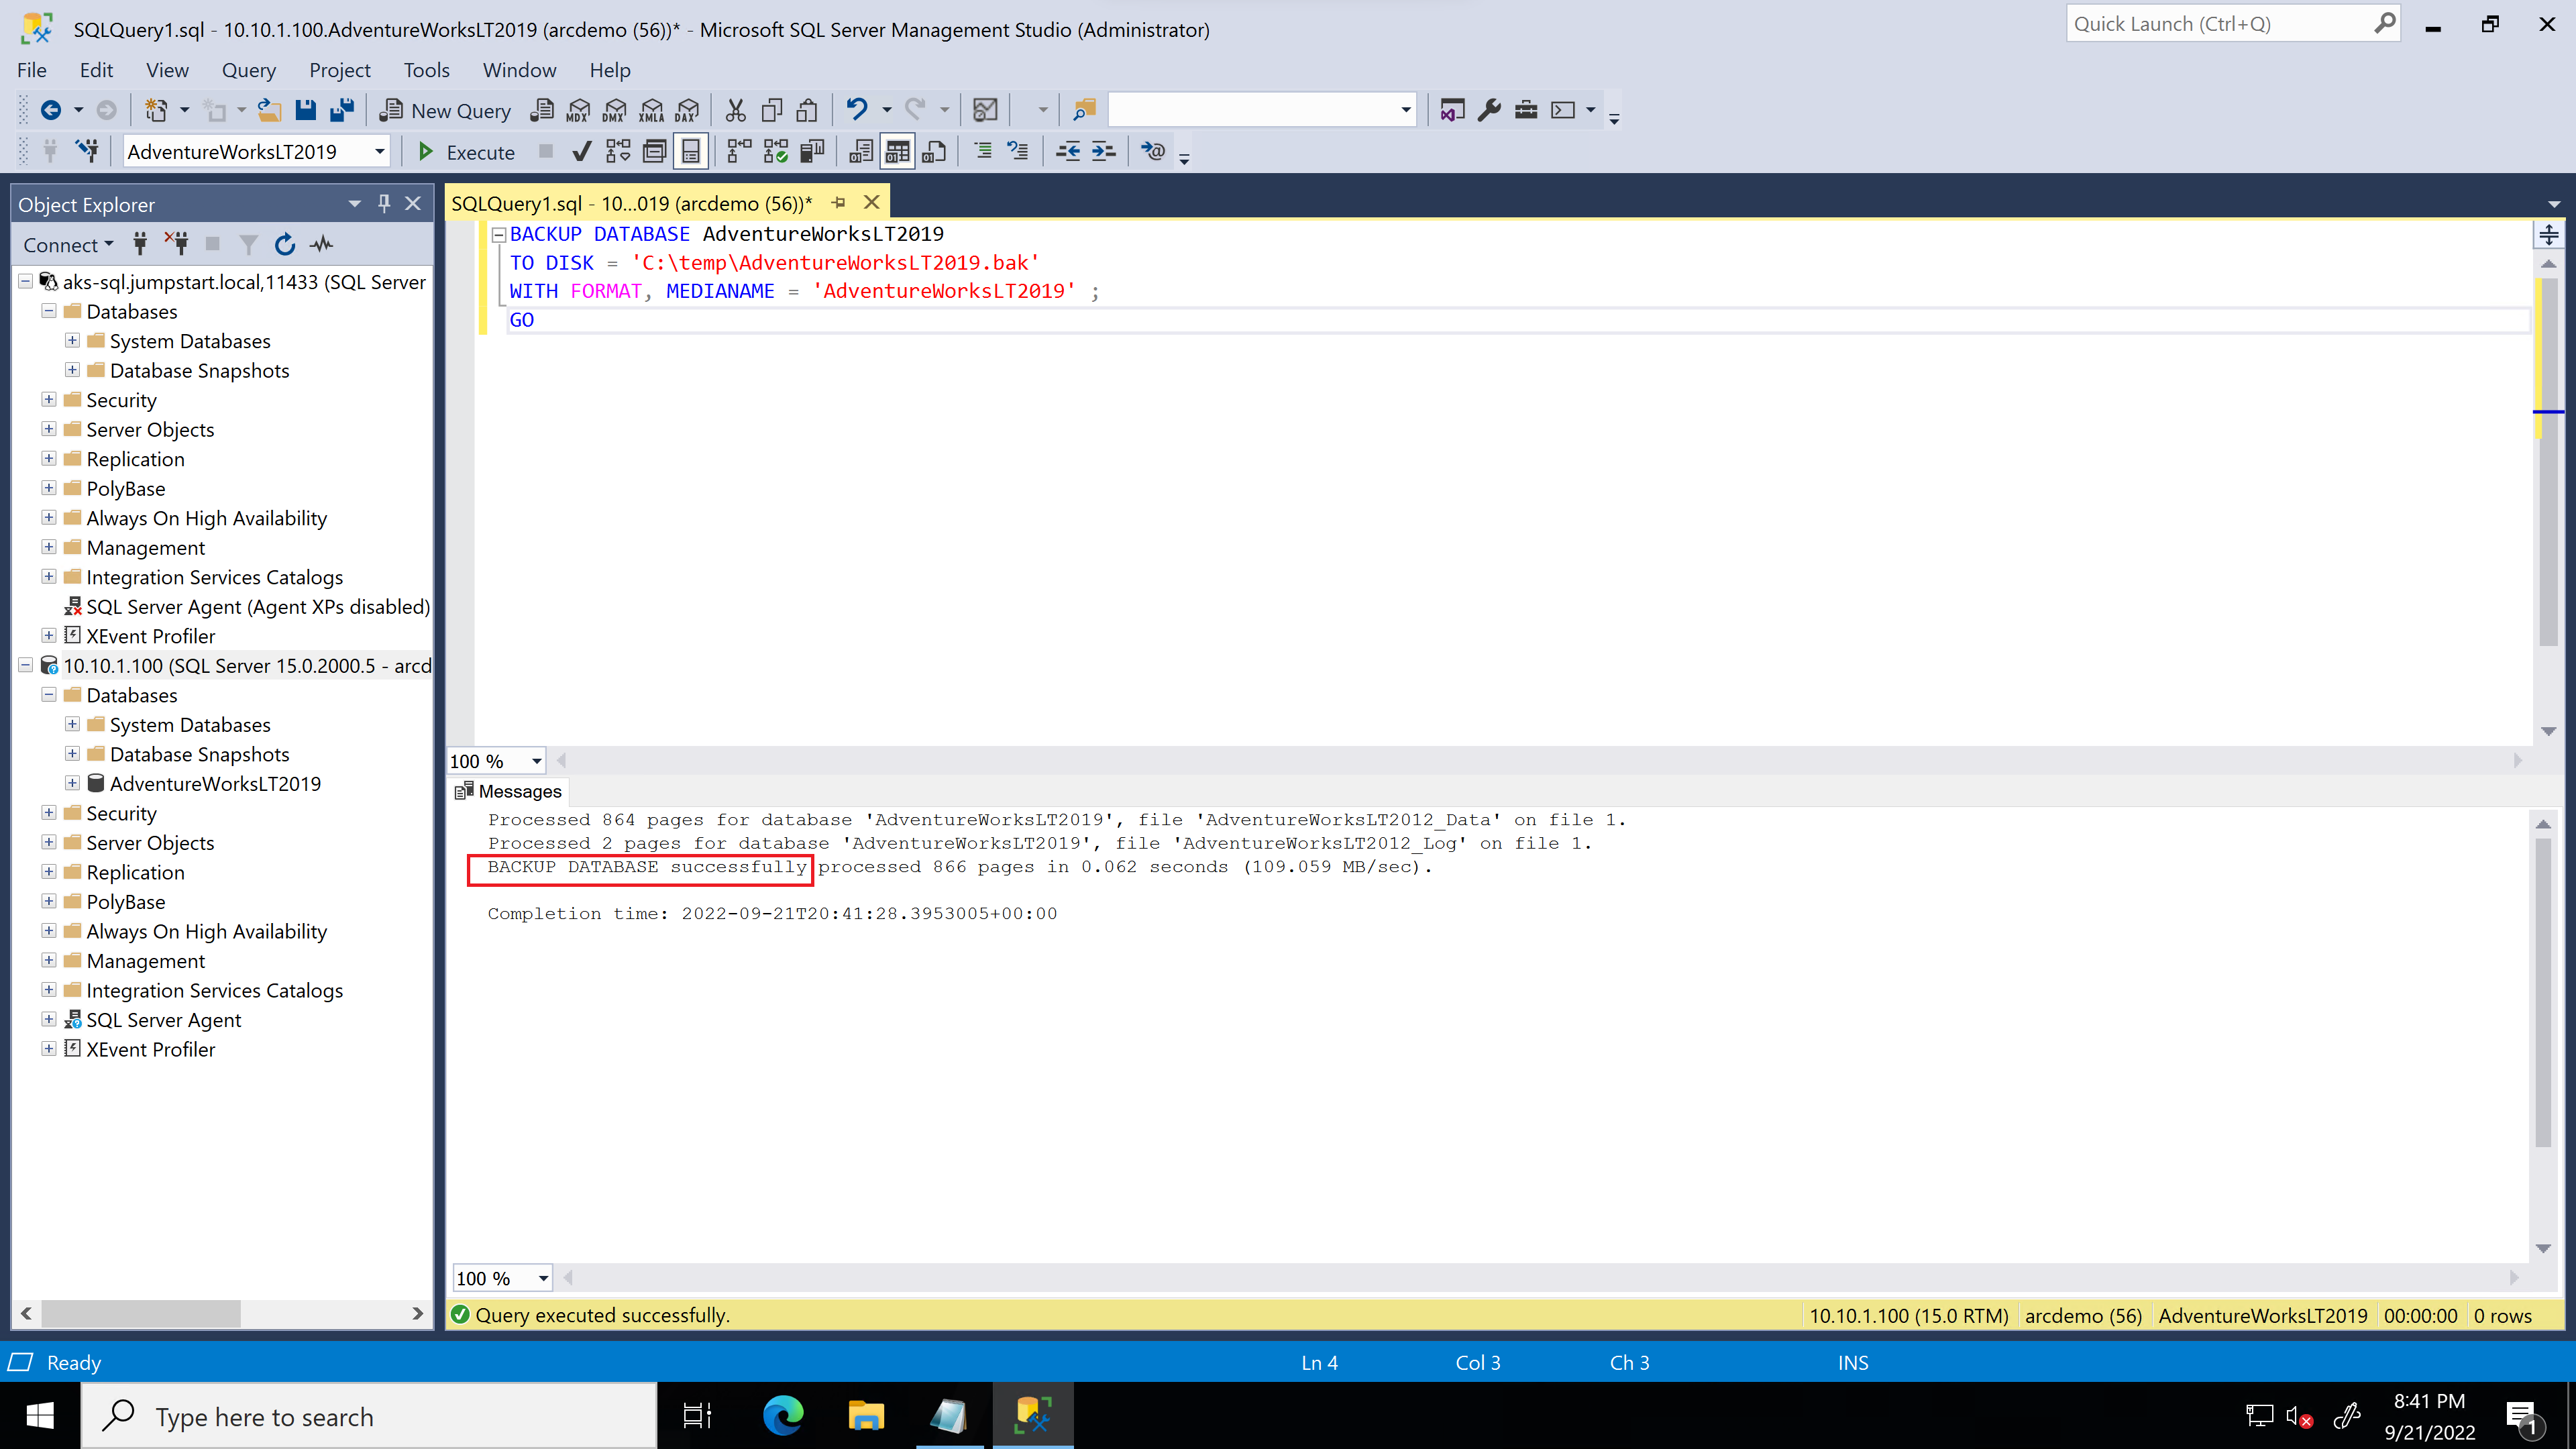 SQLQuery1.sql - 10.10.1.100.AdventureWorksLT2019 (arcdemo (56))* - Microsoft SQL Server Management Studio (Administrator)
Quick Launch (Ctrl+Q)
File Edit View Query Project Tools Window Help
New Query MDX DMX XMLA DAX
AdventureWorksLT2019 Execute
Object Explorer
Connect
aks-sql.jumpstart.local,11433 (SQL Server
Databases
System Databases
Database Snapshots
Security
Server Objects
Replication
PolyBase
Always On High Availability
Management
Integration Services Catalogs
SQL Server Agent (Agent XPs disabled)
XEvent Profiler
10.10.1.100 (SQL Server 15.0.2000.5 - arcd
Databases
System Databases
Database Snapshots
AdventureWorksLT2019
Security
Server Objects
Replication
PolyBase
Always On High Availability
Management
Integration Services Catalogs
SQL Server Agent
XEvent Profiler
SQLQuery1.sql - 10...019 (arcdemo (56))*
BACKUP DATABASE AdventureWorksLT2019
TO DISK = 'C:\temp\AdventureWorksLT2019.bak'
WITH FORMAT, MEDIANAME = 'AdventureWorksLT2019' ;
GO
100 %
Messages
Processed 864 pages for database 'AdventureWorksLT2019', file 'AdventureWorksLT2012_Data' on file 1.
Processed 2 pages for database 'AdventureWorksLT2019', file 'AdventureWorksLT2012_Log' on file 1.
BACKUP DATABASE successfully processed 866 pages in 0.062 seconds (109.059 MB/sec).
Completion time: 2022-09-21T20:41:28.3953005+00:00
100 %
Query executed successfully. 10.10.1.100 (15.0 RTM) arcdemo (56) AdventureWorksLT2019 00:00:00 0 rows
Ready Ln 4 Col 3 Ch 3 INS
Type here to search
8:41 PM
9/21/2022
1